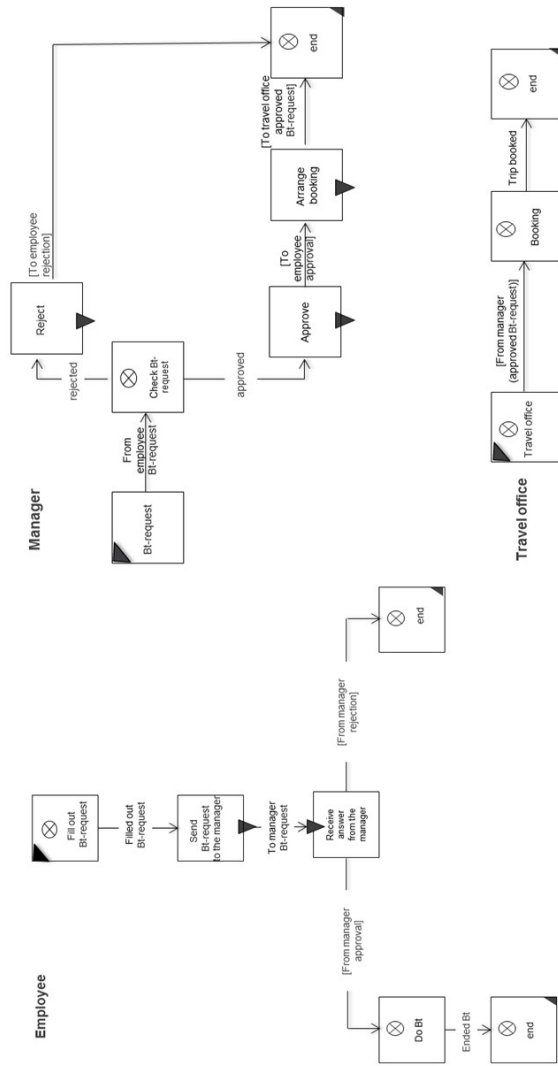 Employee
Fill out
Bt-request
Filled out
Bt-request
Send
Bt-request
to the manager
To manager
Bt-request
Receive
answer
from the
manager
[From manager
approval]
Do Bt
Ended Bt
end
[From manager
rejection]
end
Manager
Bt-request
From
employee
Bt-request
Check Bt-
request
rejected
Reject
[To employee
rejection]
approved
Approve
[To
employee
approval]
Arrange
booking
[To travel office
approved
Bt-request]
end
Travel office
Travel office
[From manager
(approved Bt-request)]
Booking
Trip booked
end